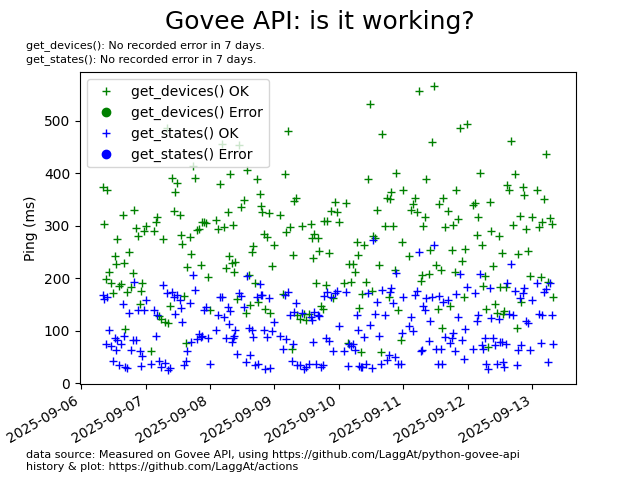 Govee API: is it working?
get_devices(): No recorded error in 7 days.
get_states(): No recorded error in 7 days.
get_devices() OK
get_devices() Error
get_states() OK
get_states() Error
Ping (ms)
500
400
300
200
100
0
2025-09-06
2025-09-07
2025-09-08
2025-09-09
2025-09-10
2025-09-11
2025-09-12
2025-09-13
data source: Measured on Govee API, using https://github.com/LaggAt/python-govee-api
history & plot: https://github.com/LaggAt/actions